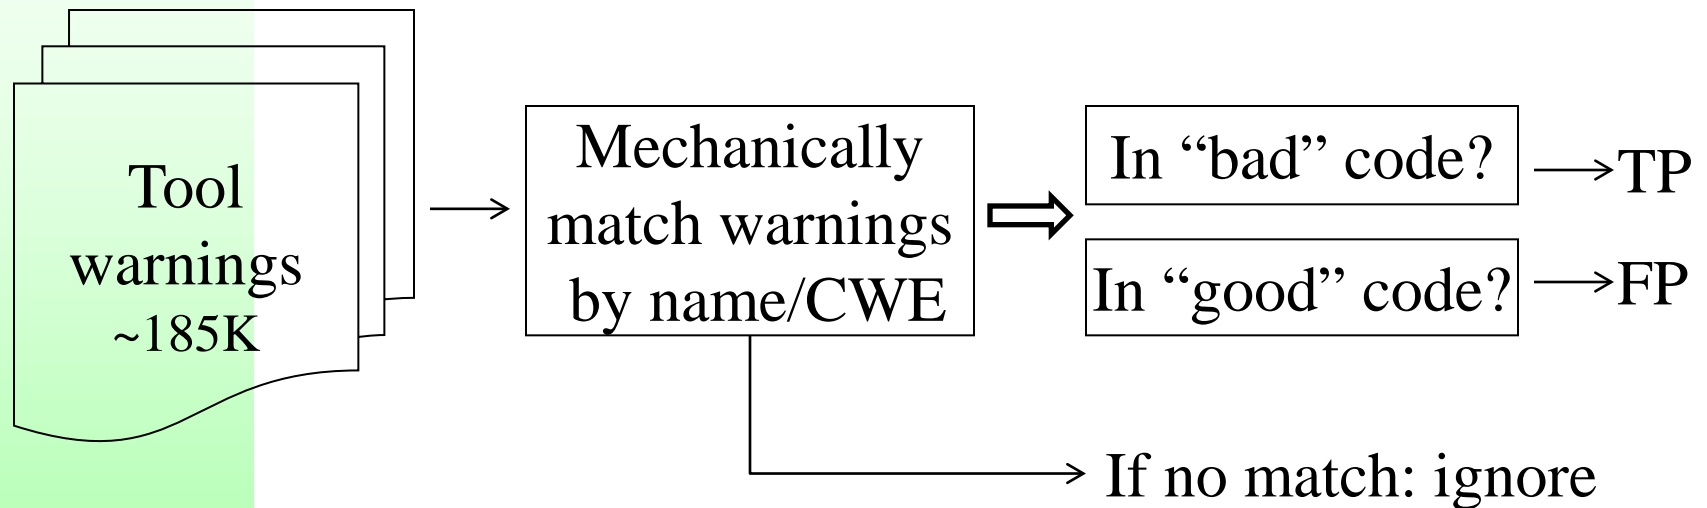 Tool
warnings
~185K
Mechanically
match warnings
by name/CWE
In “bad” code?
TP
In “good” code?
FP
If no match: ignore